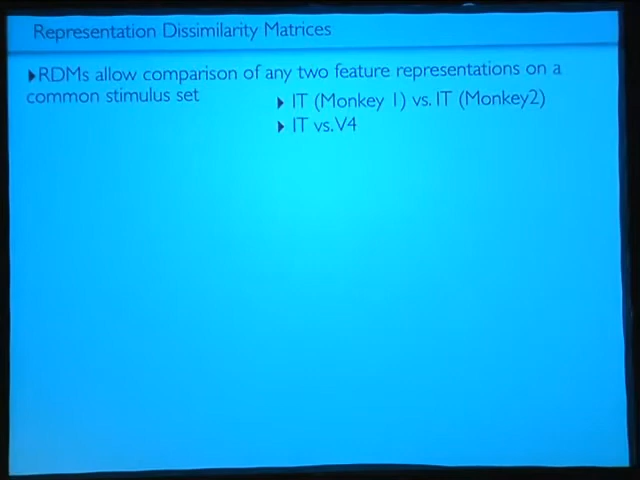 Representation Dissimilarity Matrices
▸RDMs allow comparison of any two feature representations on a
common stimulus set
▸ IT (Monkey 1) vs. IT (Monkey2)
▸ IT vs.V4